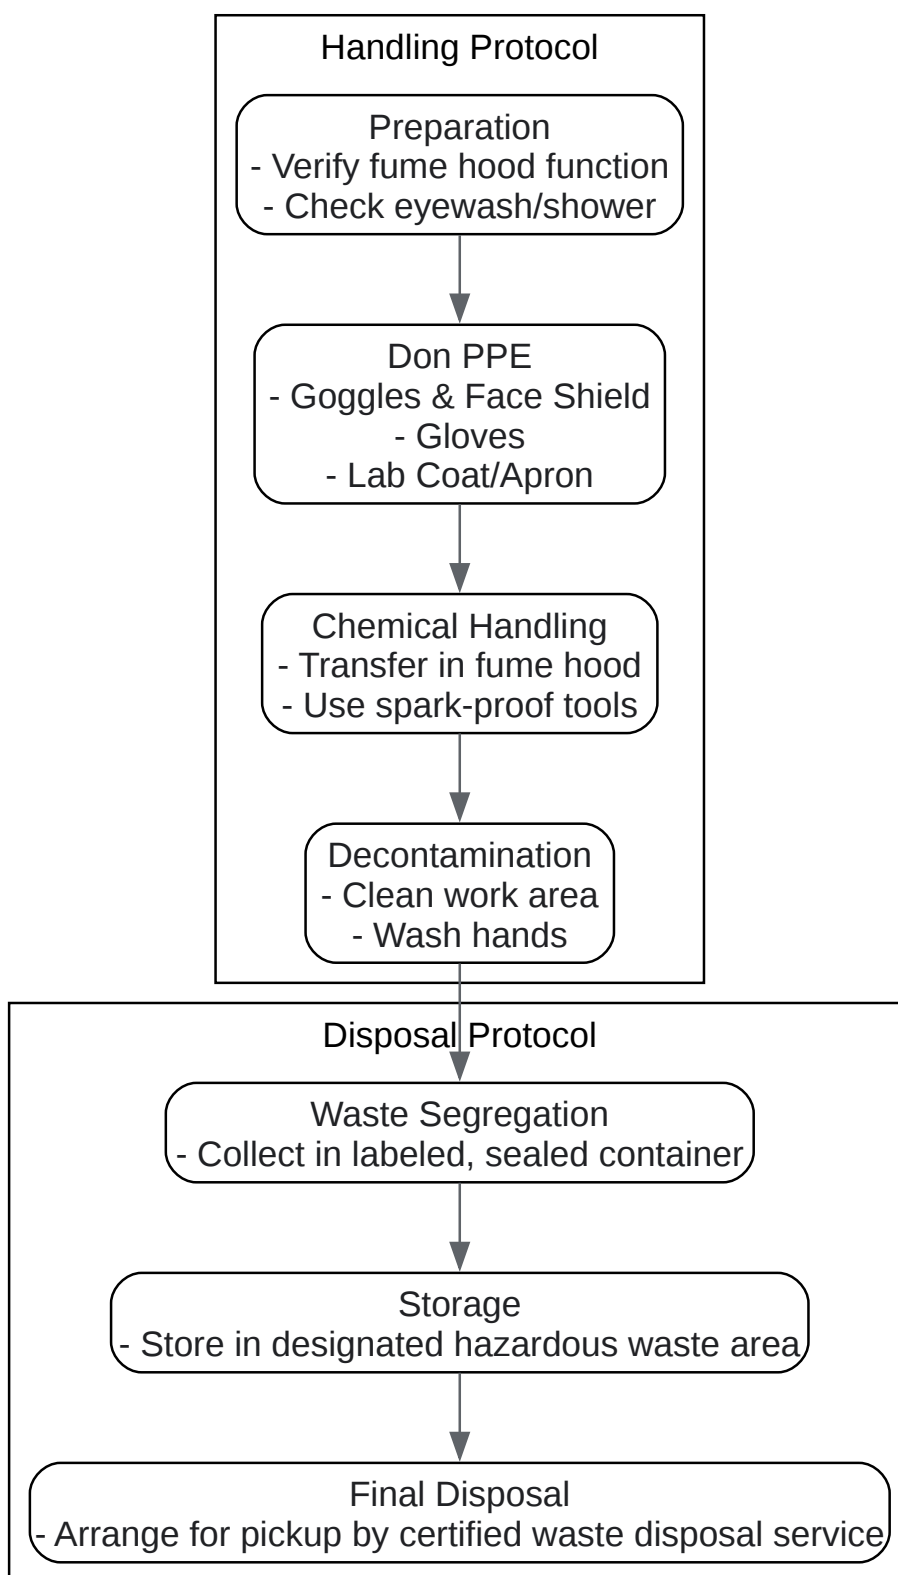 Handling Protocol
Preparation
- Verify fume hood function
- Check eyewash/shower
Don PPE
- Goggles & Face Shield
- Gloves
- Lab Coat/Apron
Chemical Handling
- Transfer in fume hood
- Use spark-proof tools
Decontamination
- Clean work area
- Wash hands
Disposal Protocol
Waste Segregation
- Collect in labeled, sealed container
Storage
- Store in designated hazardous waste area
Final Disposal
- Arrange for pickup by certified waste disposal service